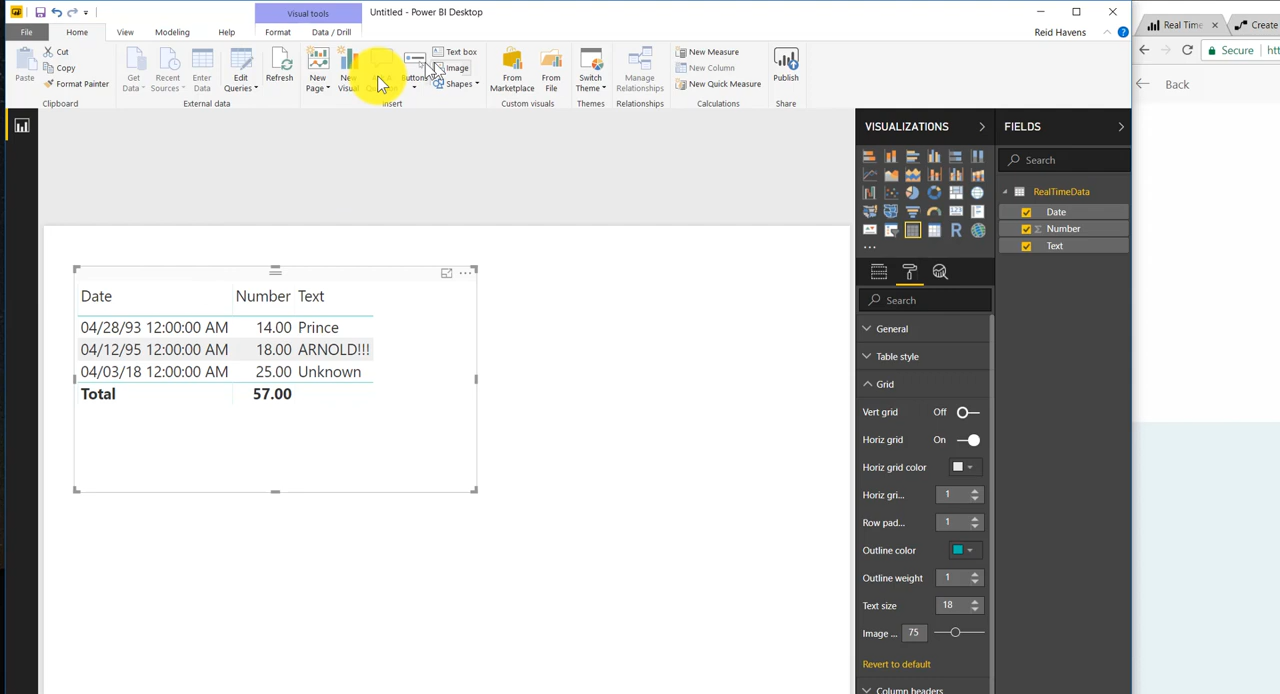 Visual tools
Untitled - Power BI Desktop
File
Home
View
Modeling
Help
Format
Data / Drill
Reid Havens
Paste
Cut
Copy
Format Painter
Clipboard
Get Data
Recent Sources
Enter Data
Edit Queries
External data
Refresh
New Page
New Visual
Buttons
Text box
Image
Shapes
Insert
From Marketplace
From File
Custom visuals
Switch Theme
Themes
Manage Relationships
Relationships
New Measure
New Column
New Quick Measure
Calculations
Publish
Share
Real Time
Create
Secure
Back
Date Number Text
04/28/93 12:00:00 AM 14.00 Prince
04/12/95 12:00:00 AM 18.00 ARNOLD!!!
04/03/18 12:00:00 AM 25.00 Unknown
Total 57.00
VISUALIZATIONS
R
Search
General
Table style
Grid
Vert grid Off
Horiz grid On
Horiz grid color
Horiz gri... 1
Row pad... 1
Outline color
Outline weight 1
Text size 18
Image ... 75
Revert to default
Column headers
FIELDS
Search
RealTimeData
Date
Σ Number
Text